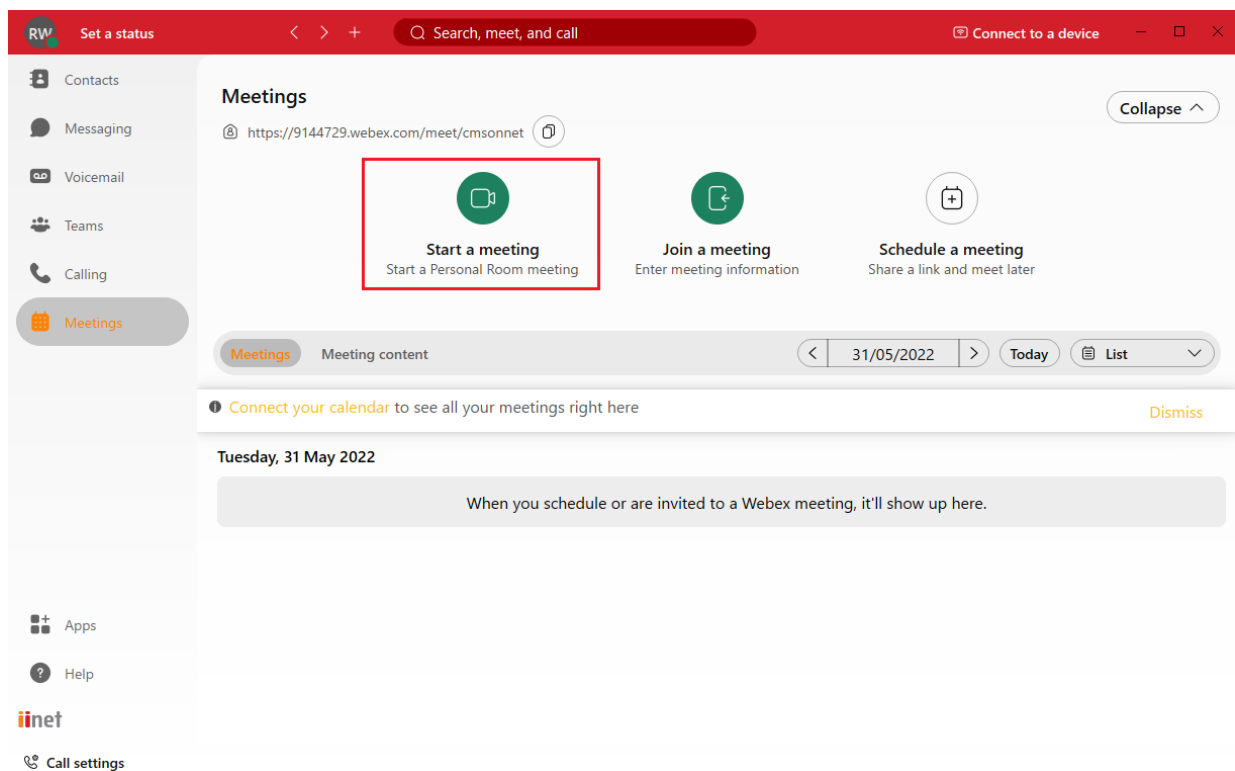 RW Set a status
Search, meet, and call
Connect to a device
Contacts
Messaging
Voicemail
Teams
Calling
Meetings
Apps
Help
iinet
Call settings
Meetings
Collapse
https://9144729.webex.com/meet/cmsonnet
Start a meeting
Start a Personal Room meeting
Join a meeting
Enter meeting information
Schedule a meeting
Share a link and meet later
Meetings Meeting content 31/05/2022 Today List
Connect your calendar to see all your meetings right here Dismiss
Tuesday, 31 May 2022
When you schedule or are invited to a Webex meeting, it'll show up here.